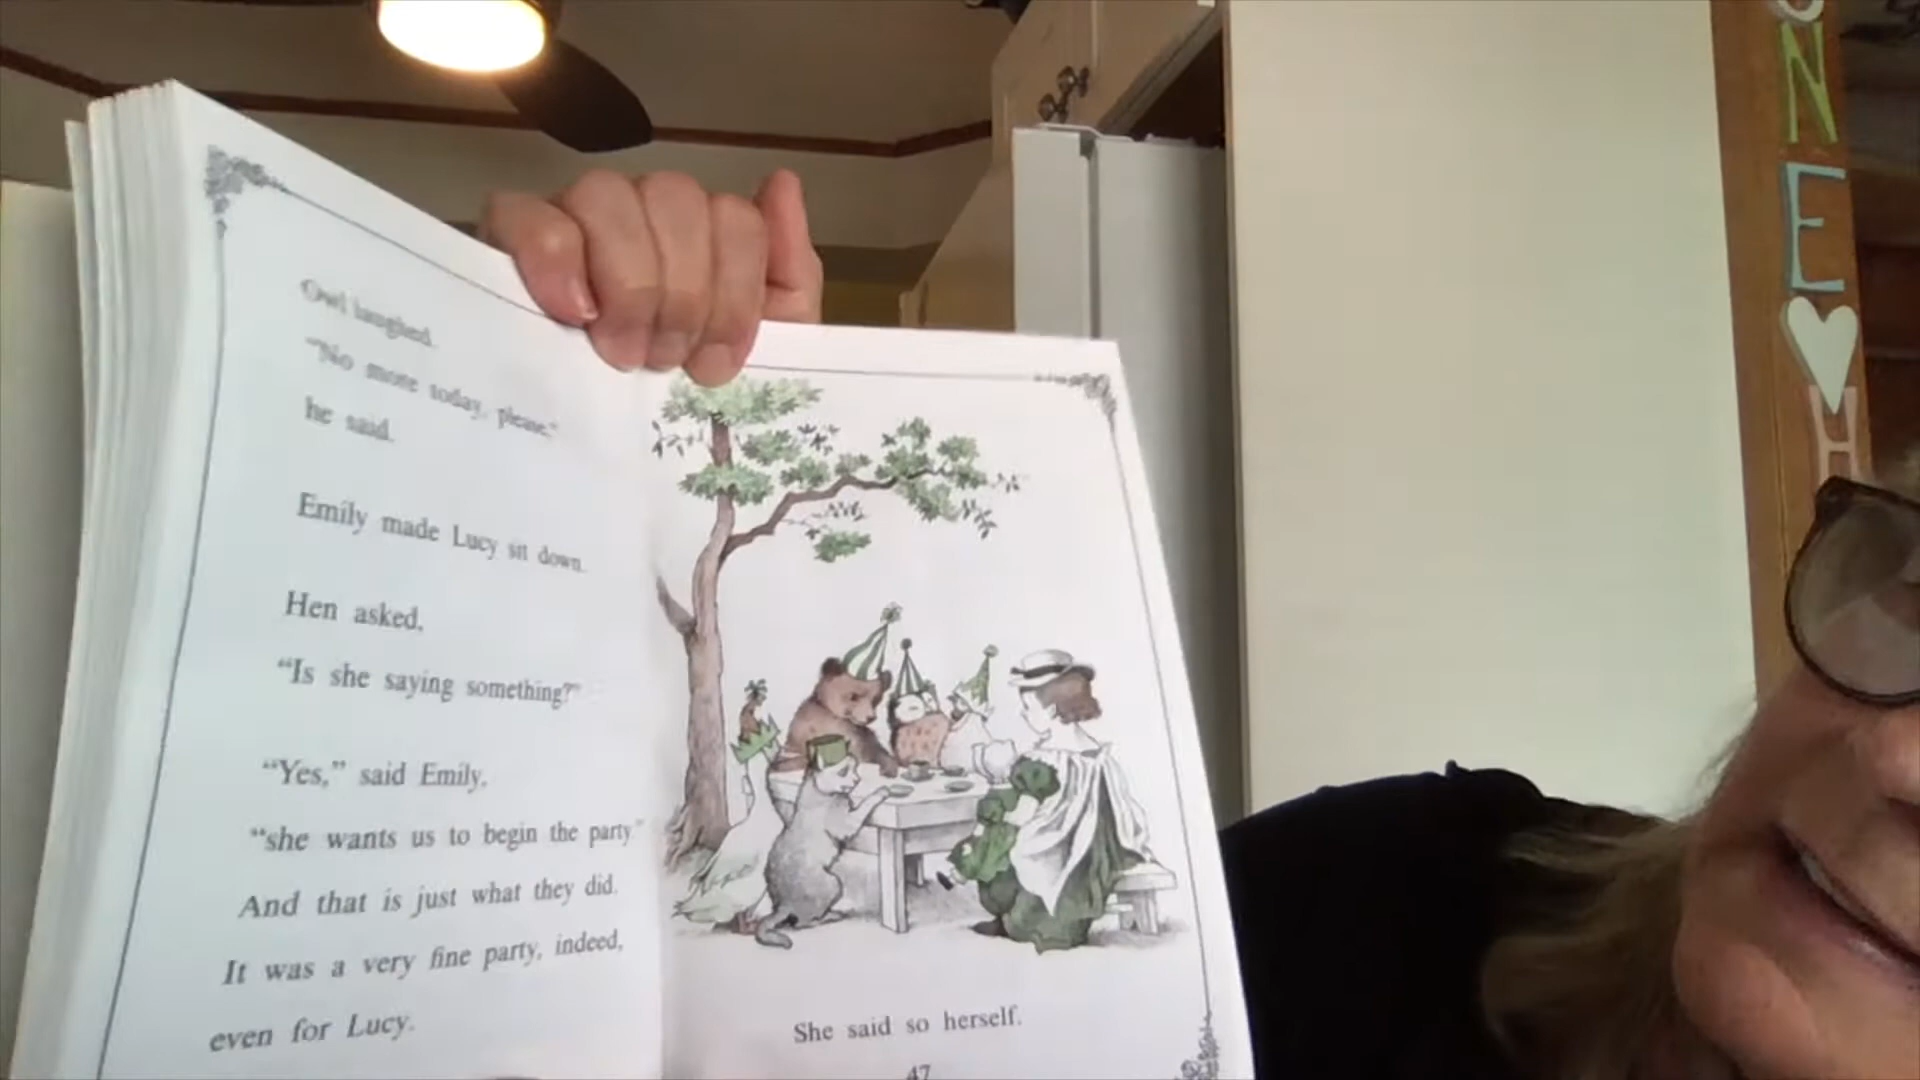 Owl laughed.
"No more today, please,"
he said.
Emily made Lucy sit down.
Hen asked,
"Is she saying something?"
"Yes," said Emily,
"she wants us to begin the party."
And that is just what they did.
It was a very fine party, indeed,
even for Lucy.
She said so herself.
47
N
E
H